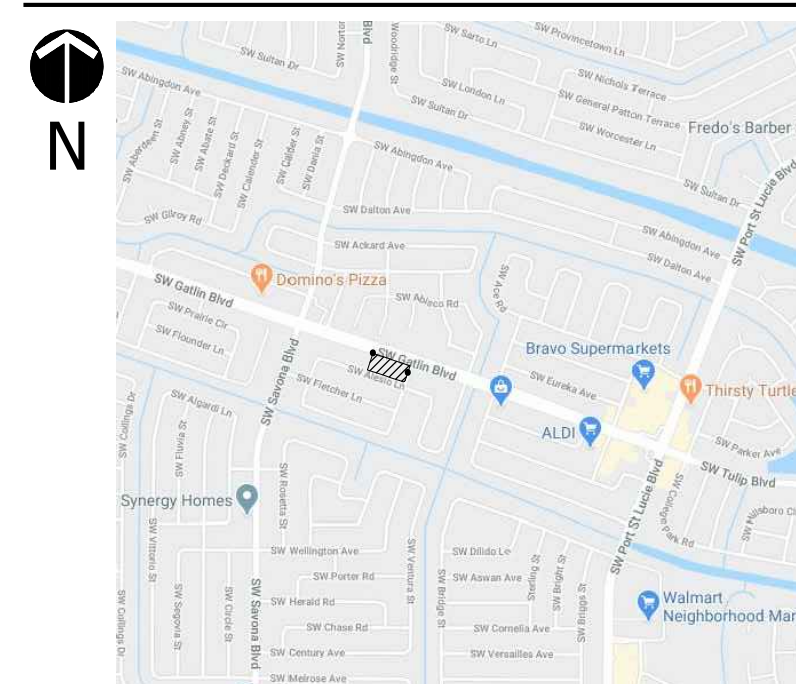 N
SW Sultan Dr
SW Norton
Blvd
Woodridge St
SW Sarto Ln
SW Provincetown Ln
SW Abingdon Ave
SW London Ln
SW Nichols Terrace
SW General Patton Terrace
SW Sultan Dr
SW Worcester Ln
Fredo's Barber
SW Aberdeen St
SW Abney St
SW Abate St
SW Deckard St
SW Calender St
SW Calder St
SW Dania St
SW Abingdon Ave
SW Sultan Dr
SW Port St Lucie Blvd
SW Gilroy Rd
SW Dalton Ave
SW Abingdon Ave
SW Ackard Ave
SW Dalton Ave
SW Gatlin Blvd
Domino's Pizza
SW Abisco Rd
SW Ace Rd
SW Prairie Cir
SW Flounder Ln
SW Savona Blvd
SW Gatlin Blvd
Bravo Supermarkets
SW Alesio Ln
SW Fletcher Ln
SW Eureka Ave
Thirsty Turtle
SW Collings Dr
SW Algardi Ln
SW Fluvia St
ALDI
SW Parker Ave
SW Tulip Blvd
Synergy Homes
SW Rosetta St
SW Port St Lucie Blvd
SW College Park Rd
SW Vittorio St
SW Wellington Ave
SW Ventura St
SW Dilido Le
Sterling St
SW Bright St
SW Porter Rd
SW Bridge St
SW Aswan Ave
SW Briggs St
SW Collings Dr
SW Segovia St
SW Circle St
SW Savona Blvd
SW Herald Rd
Walmart
Neighborhood Mar
SW Chase Rd
SW Cornelia Ave
SW Century Ave
SW Versailles Ave
SW Melrose Ave